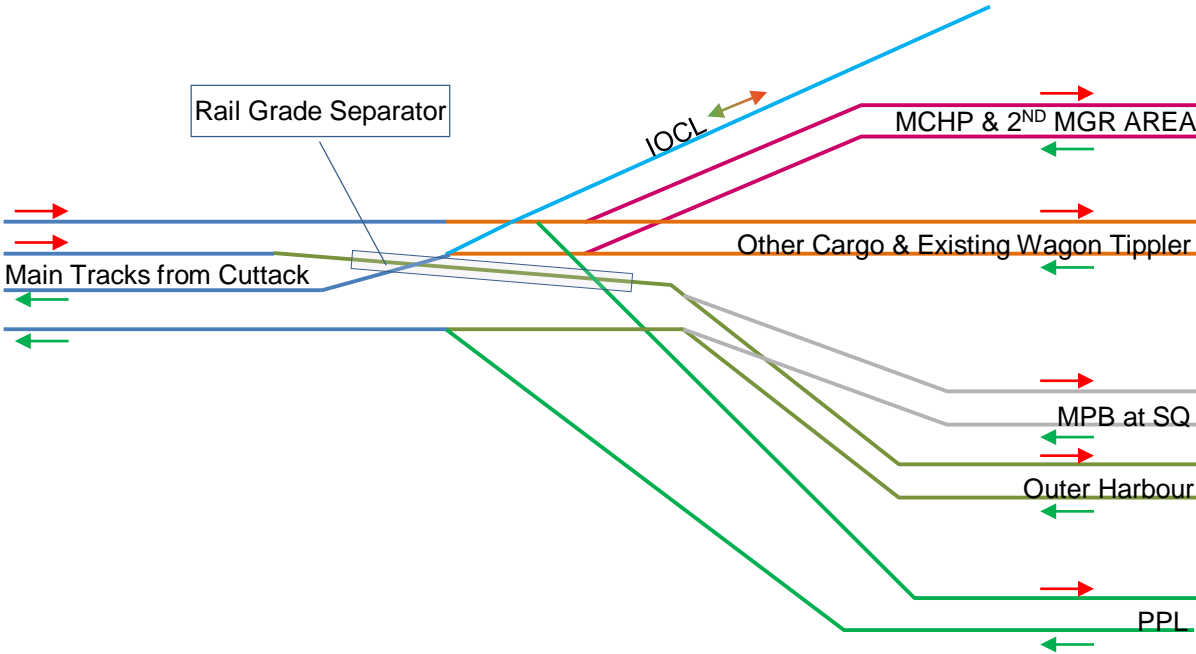 Rail Grade Separator
IOCL
MCHP & 2ND MGR AREA
Other Cargo & Existing Wagon Tippler
Main Tracks from Cuttack
MPB at SQ
Outer Harbour
PPL